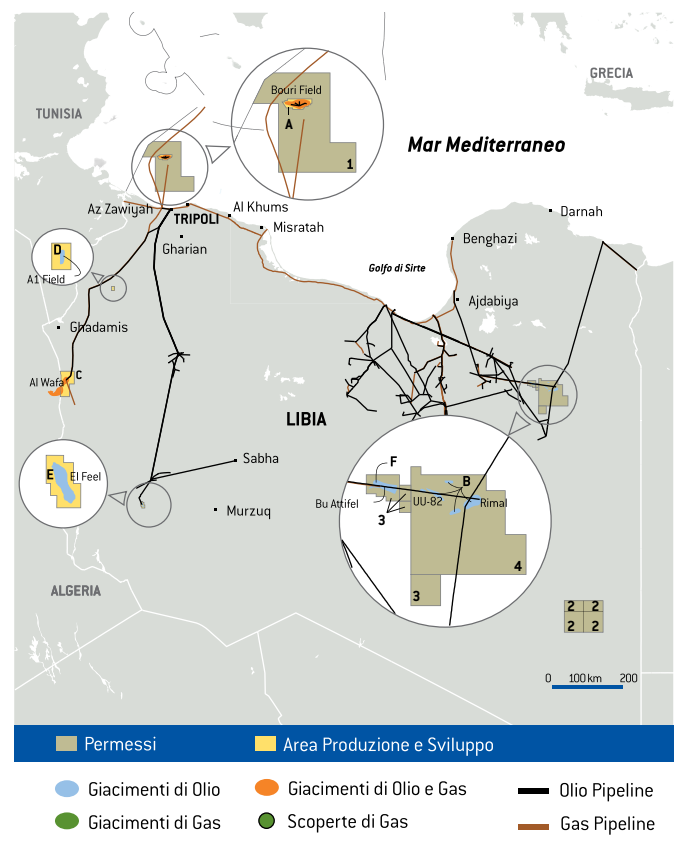 GRECIA
TUNISIA
Bouri Field
A
1
Mar Mediterraneo
Az Zawiyah
TRIPOLI
Al Khums
Misratah
Gharian
Darnah
Benghazi
Golfo di Sirte
Ajdabiya
D
A1 Field
Ghadamis
C
Al Wafa
LIBIA
E
El Feel
Sabha
Murzuq
F
B
Bu Attifel
UU-82
Rimal
3
4
3
ALGERIA
2 2
2 2
0 100 km 200
Permessi
Area Produzione e Sviluppo
Giacimenti di Olio
Giacimenti di Olio e Gas
Olio Pipeline
Giacimenti di Gas
Scoperte di Gas
Gas Pipeline